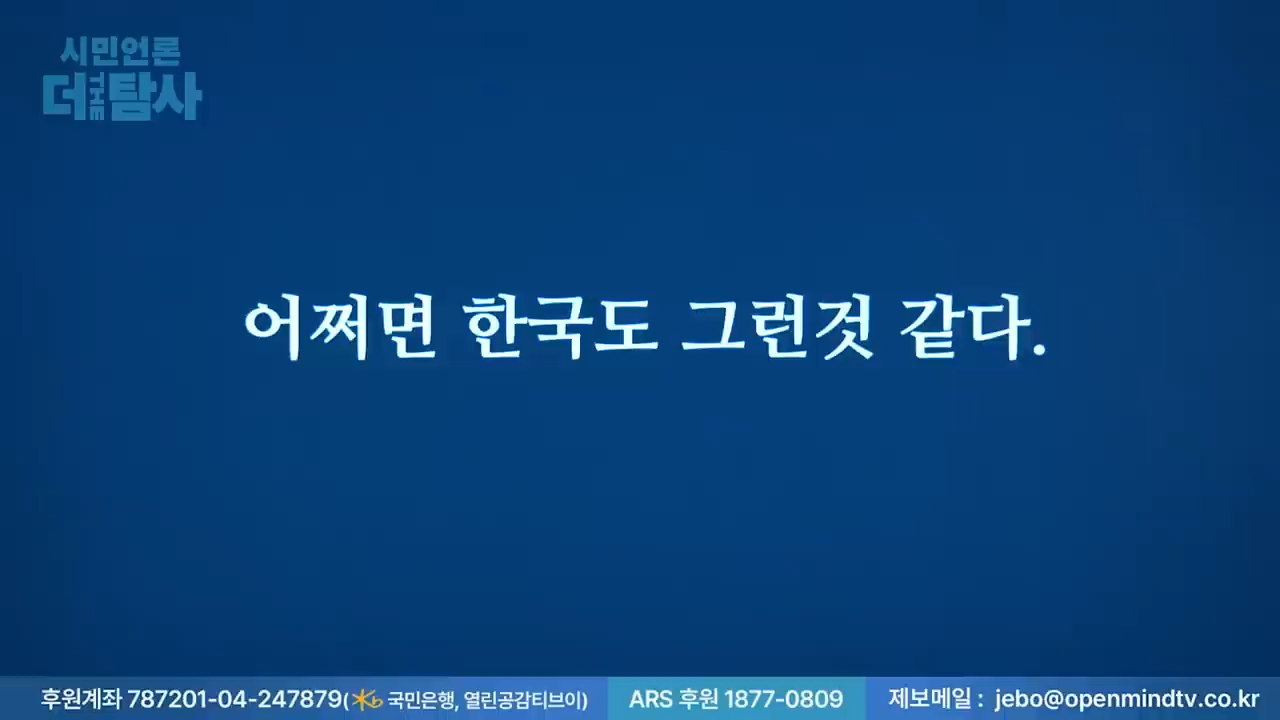 시민언론
더탐사
어쩌면 한국도 그런것 같다.
후원계좌 787201-04-247879( 국민은행, 열린공감티브이) ARS 후원 1877-0809 제보메일 : jebo@openmindtv.co.kr